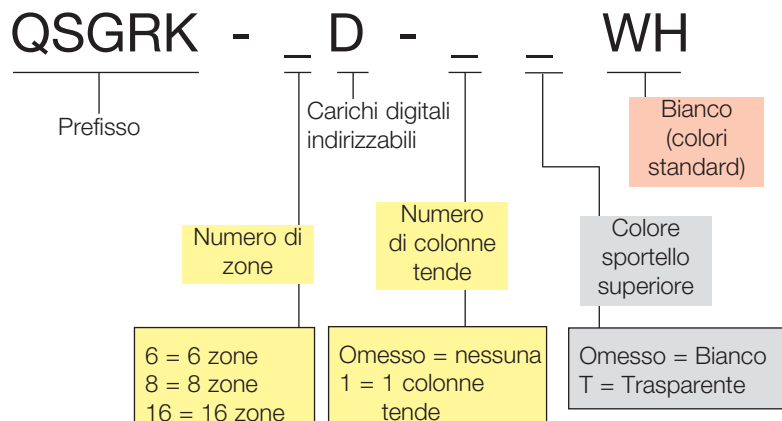 QSGRK - _ D - _ _ WH
Prefisso
Carichi digitali
indirizzabili
Bianco
(colori
standard)
Numero di
zone
Numero
di colonne
tende
Colore
sportello
superiore
6 = 6 zone
8 = 8 zone
16 = 16 zone
Omesso = nessuna
1 = 1 colonne
tende
Omesso = Bianco
T = Trasparente